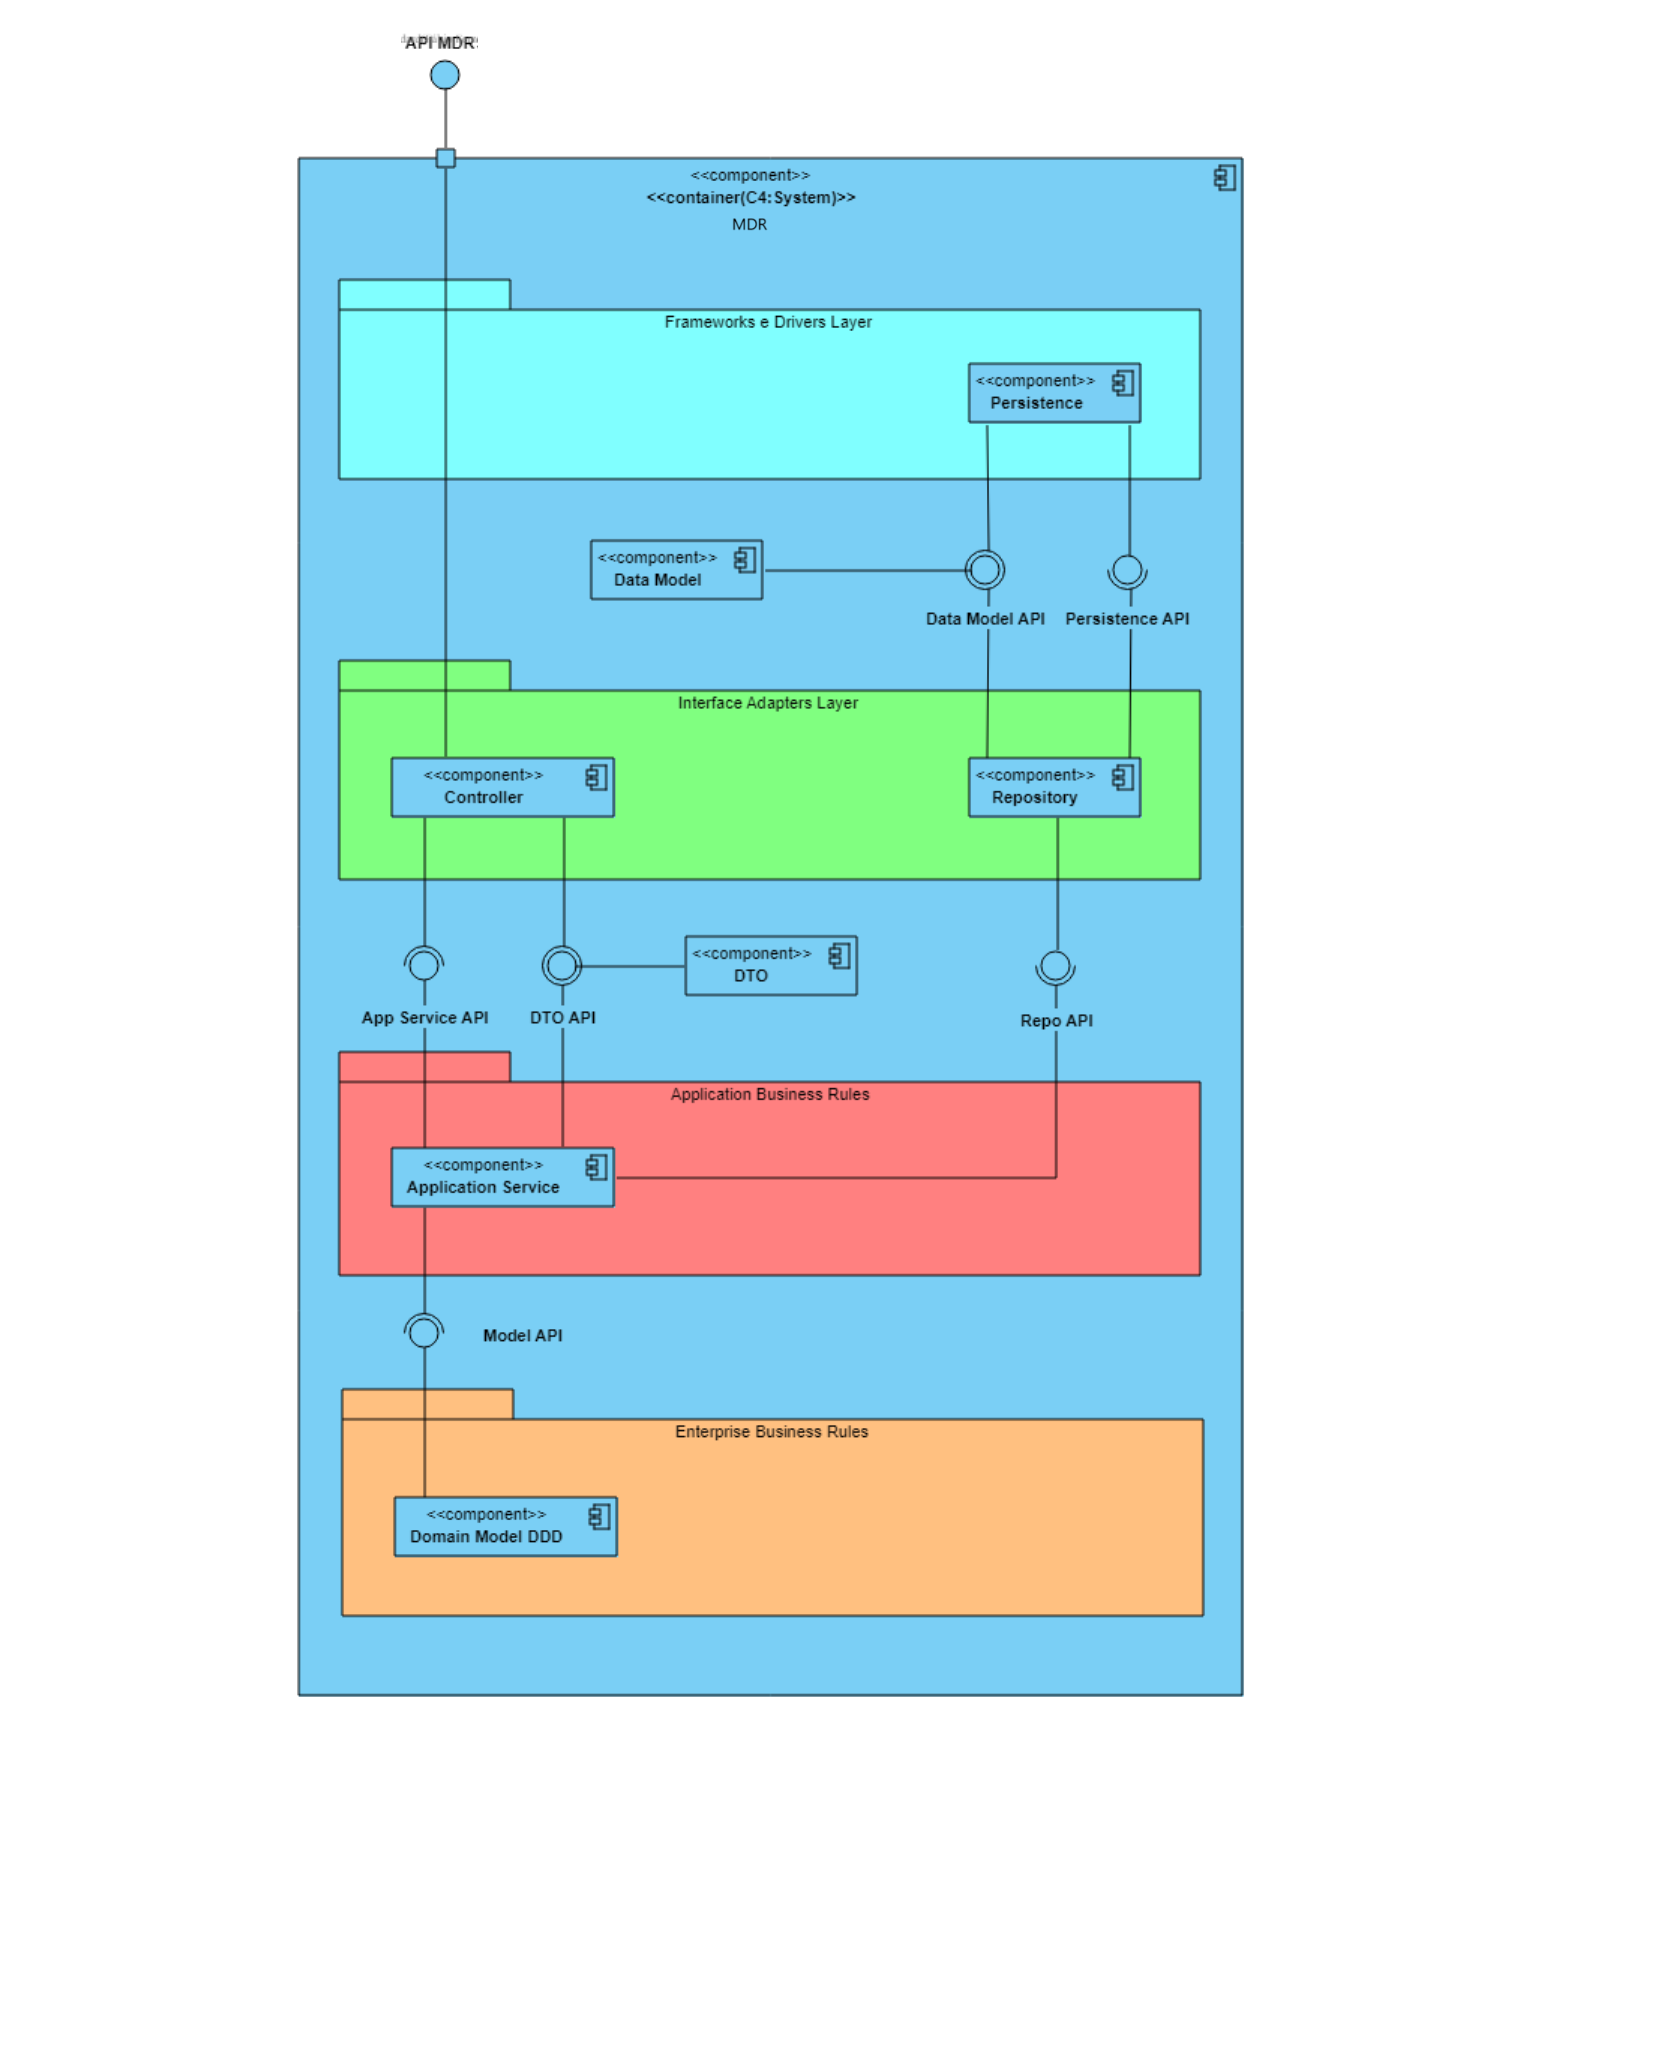 API MDR
<<component>>
<<container(C4:System)>>
MDR
Frameworks e Drivers Layer
<<component>>
Persistence
<<component>>
Data Model
Data Model API
Persistence API
Interface Adapters Layer
<<component>>
Controller
<<component>>
Repository
<<component>>
DTO
App Service API
DTO API
Repo API
Application Business Rules
<<component>>
Application Service
Model API
Enterprise Business Rules
<<component>>
Domain Model DDD